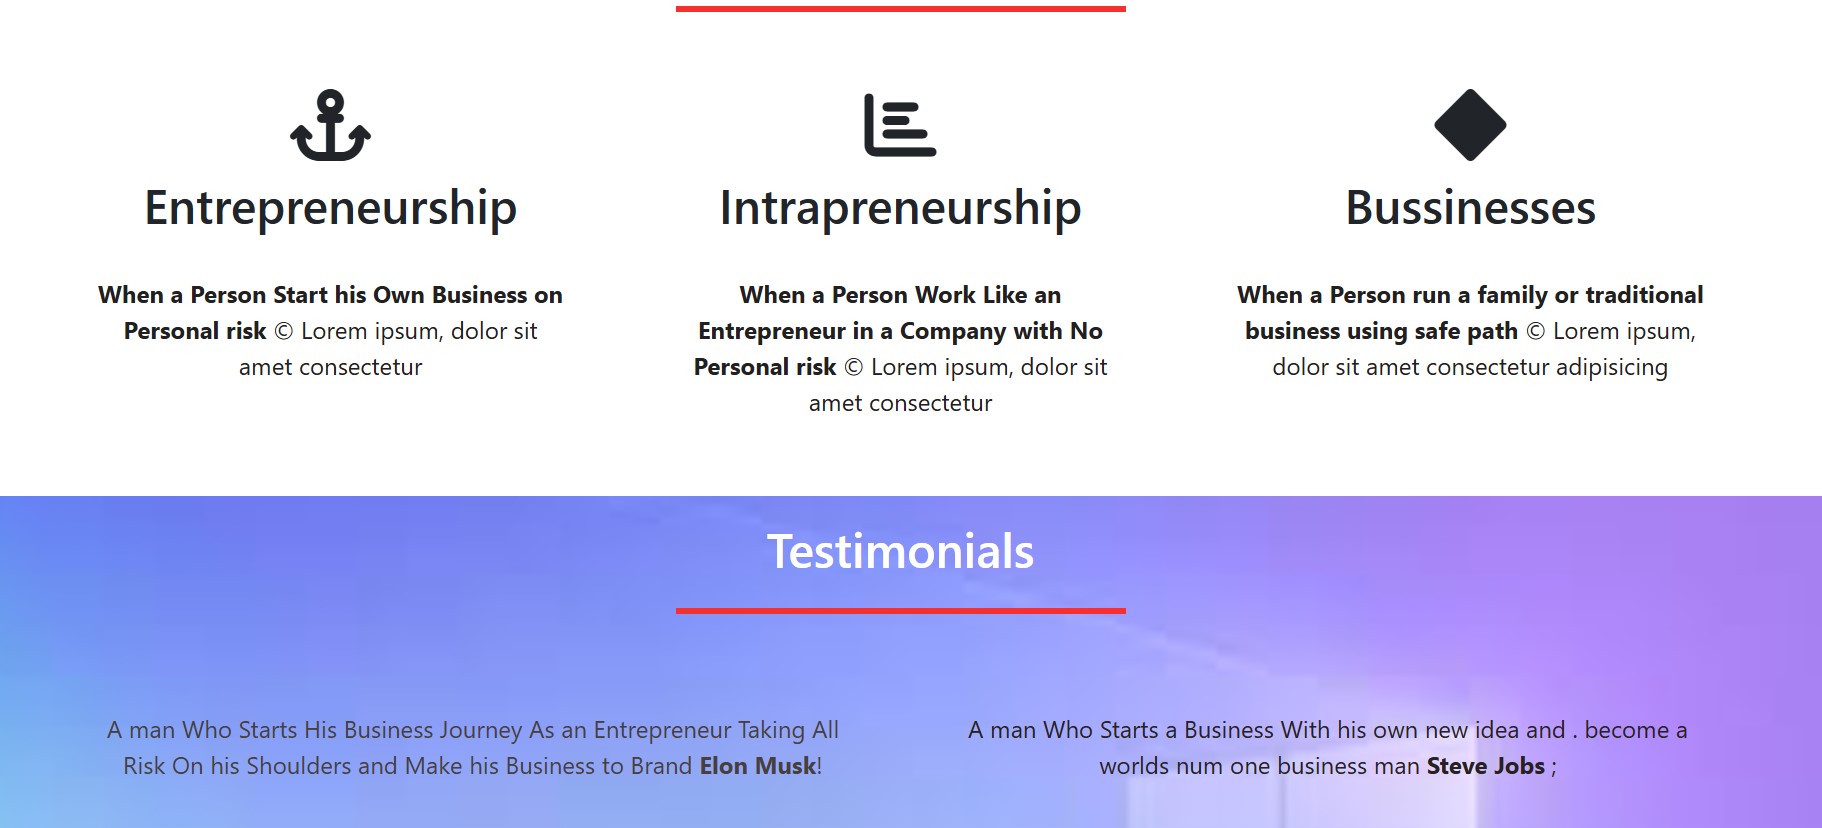 Entrepreneurship
When a Person Start his Own Business on
Personal risk © Lorem ipsum, dolor sit
amet consectetur
Intrapreneurship
When a Person Work Like an
Entrepreneur in a Company with No
Personal risk © Lorem ipsum, dolor sit
amet consectetur
Bussinesses
When a Person run a family or traditional
business using safe path © Lorem ipsum,
dolor sit amet consectetur adipisicing
Testimonials
A man Who Starts His Business Journey As an Entrepreneur Taking All
Risk On his Shoulders and Make his Business to Brand Elon Musk!
A man Who Starts a Business With his own new idea and . become a
worlds num one business man Steve Jobs ;